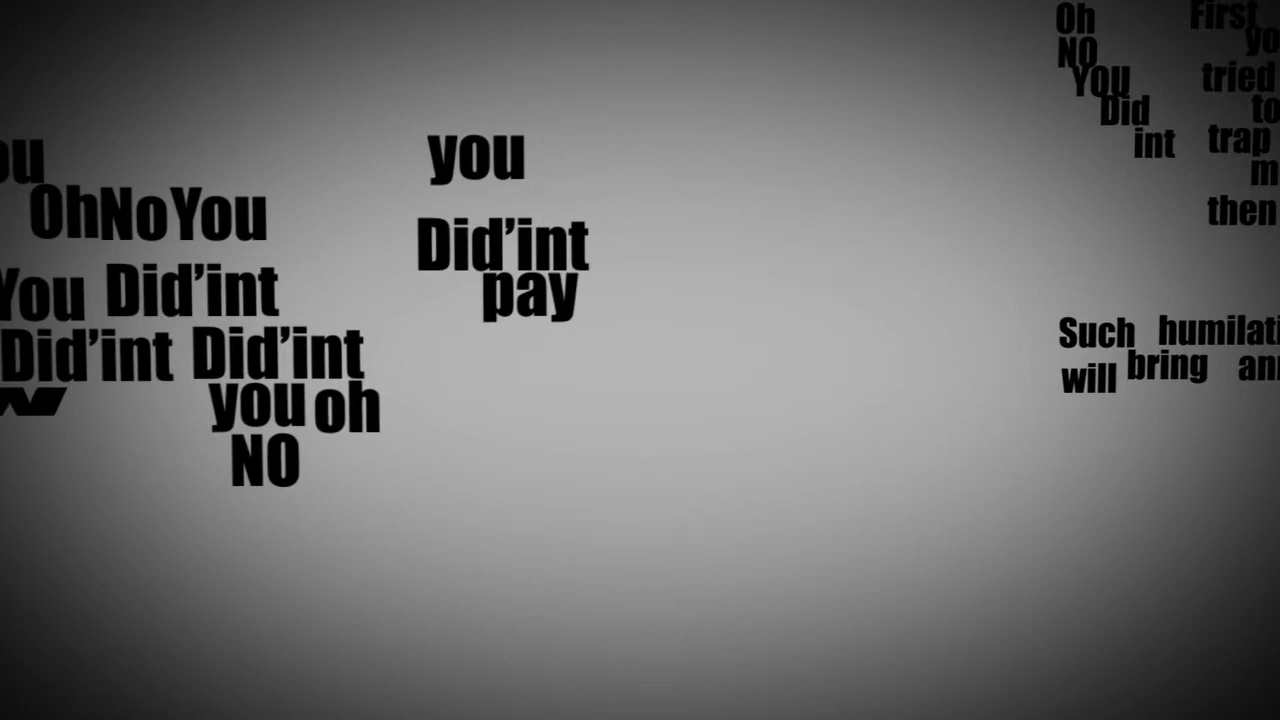 OhNoYou
You Did'int
Did'int Did'int
you oh
NO
you
Did'int
pay
Oh
NO
You
Did
int
First
tried
to
trap
then
Such
will bring